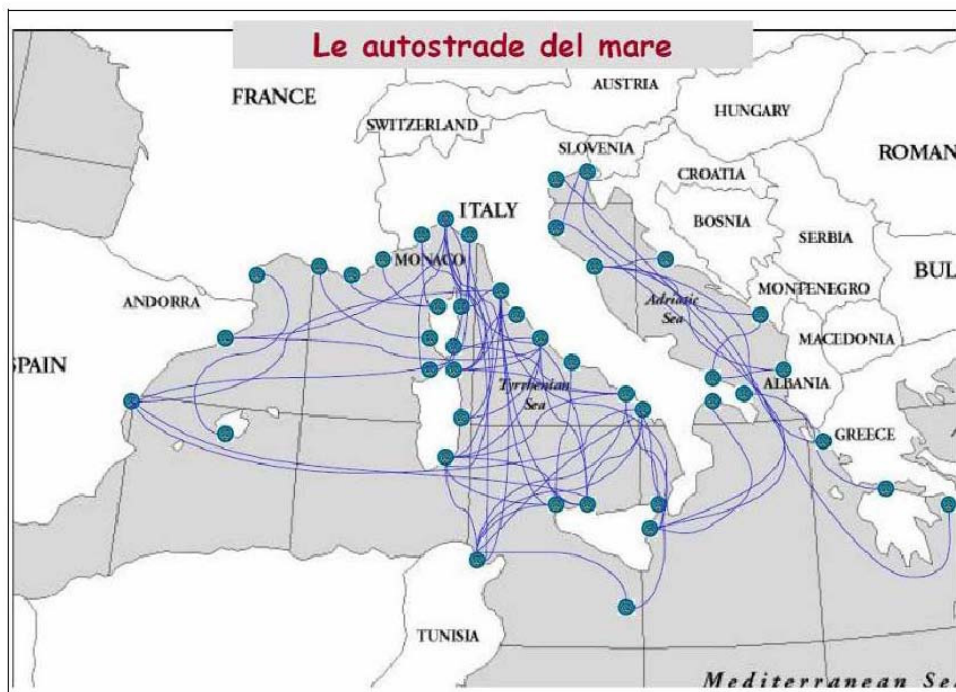 Le autostrade del mare
AUSTRIA
FRANCE
HUNGARY
SWITZERLAND
SLOVENIA
ROMAN
CROATIA
ITALY
BOSNIA
SERBIA
MONACO
BUL
ANDORRA
MONTENEGRO
Adriatic
Sea
MACEDONIA
SPAIN
Tyrrhenian
Sea
ALBANIA
GREECE
TUNISIA
Mediterranean Se